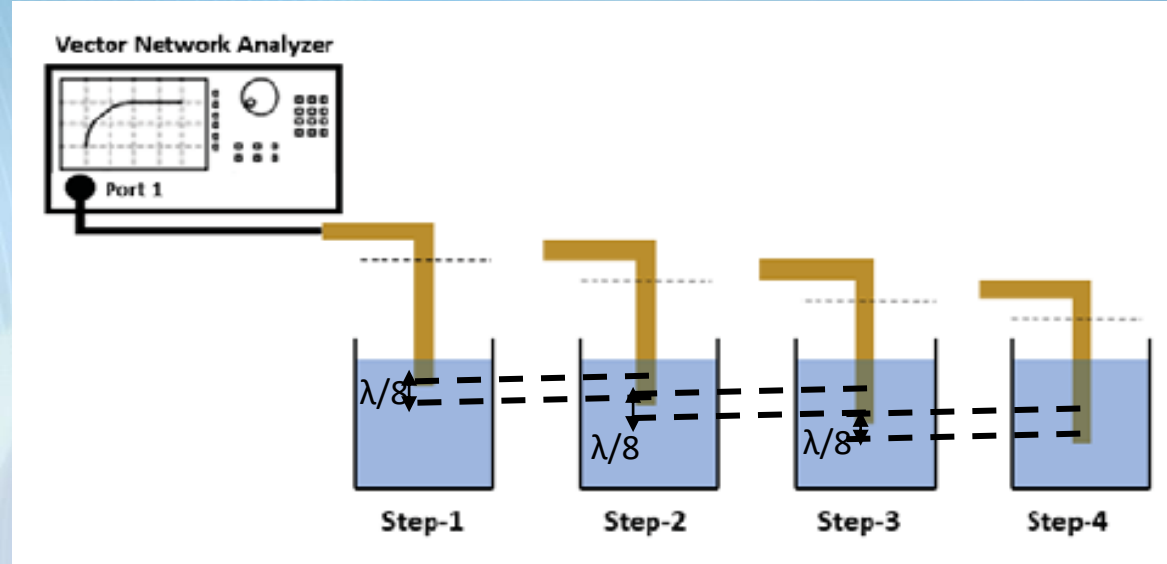 Vector Network Analyzer
Port 1
λ/8
λ/8
λ/8
Step-1
Step-2
Step-3
Step-4